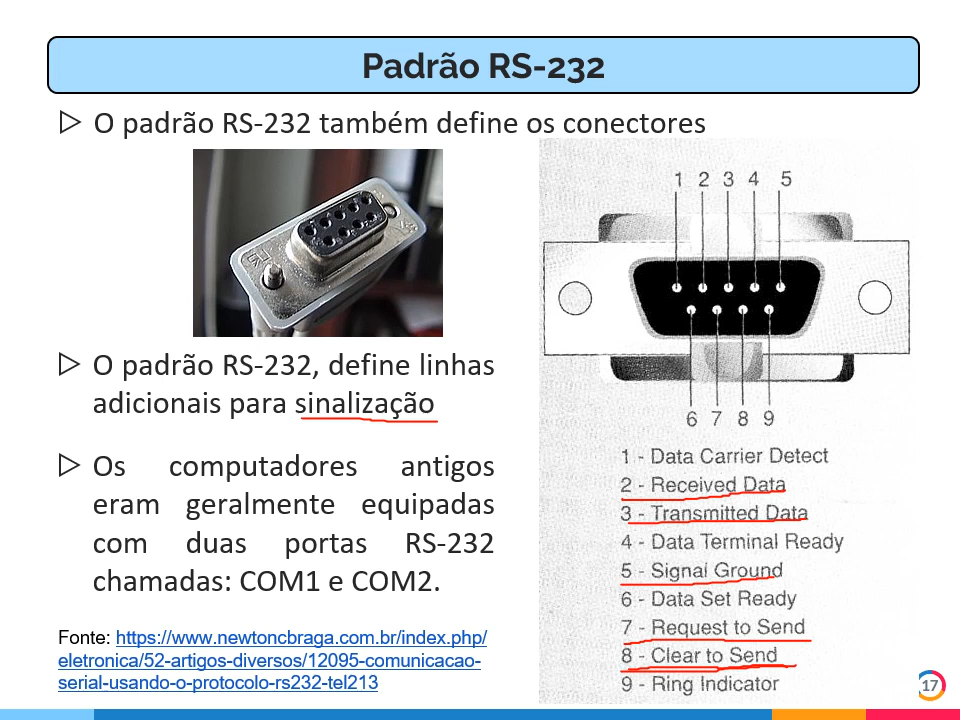 Padrão RS-232
O padrão RS-232 também define os conectores
1 2 3 4 5
6 7 8 9
O padrão RS-232, define linhas
adicionais para sinalização
Os computadores antigos
eram geralmente equipadas
com duas portas RS-232
chamadas: COM1 e COM2.
Fonte: https://www.newtoncbraga.com.br/index.php/
eletronica/52-artigos-diversos/12095-comunicacao-
serial-usando-o-protocolo-rs232-tel213
1 - Data Carrier Detect
2 - Received Data
3 - Transmitted Data
4 - Data Terminal Ready
5 - Signal Ground
6 - Data Set Ready
7 - Request to Send
8 - Clear to Send
9 - Ring Indicator
17